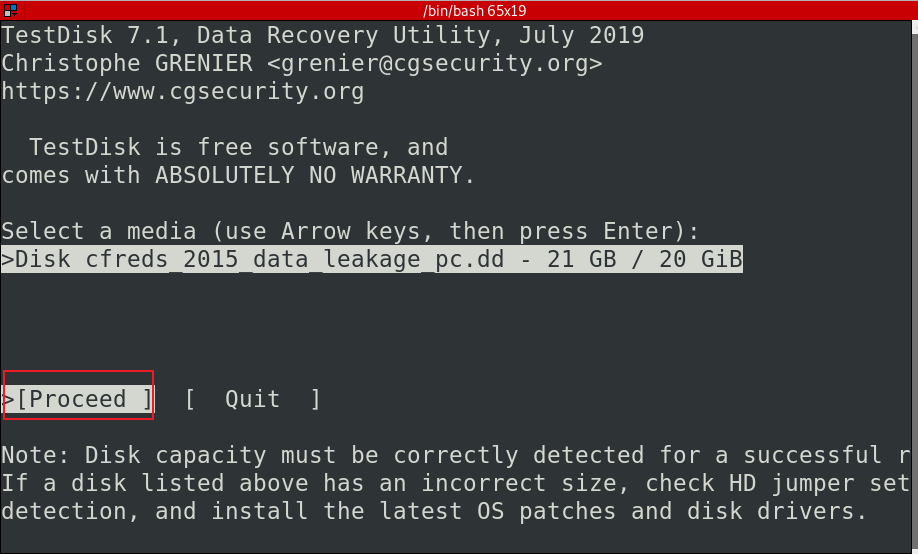 /bin/bash 65x19
TestDisk 7.1, Data Recovery Utility, July 2019
Christophe GRENIER <grenier@cgsecurity.org>
https://www.cgsecurity.org
TestDisk is free software, and
comes with ABSOLUTELY NO WARRANTY.
Select a media (use Arrow keys, then press Enter):
>Disk cfreds_2015_data_leakage_pc.dd - 21 GB / 20 GiB
>[Proceed ]  [  Quit  ]
Note: Disk capacity must be correctly detected for a successful r
If a disk listed above has an incorrect size, check HD jumper set
detection, and install the latest OS patches and disk drivers.